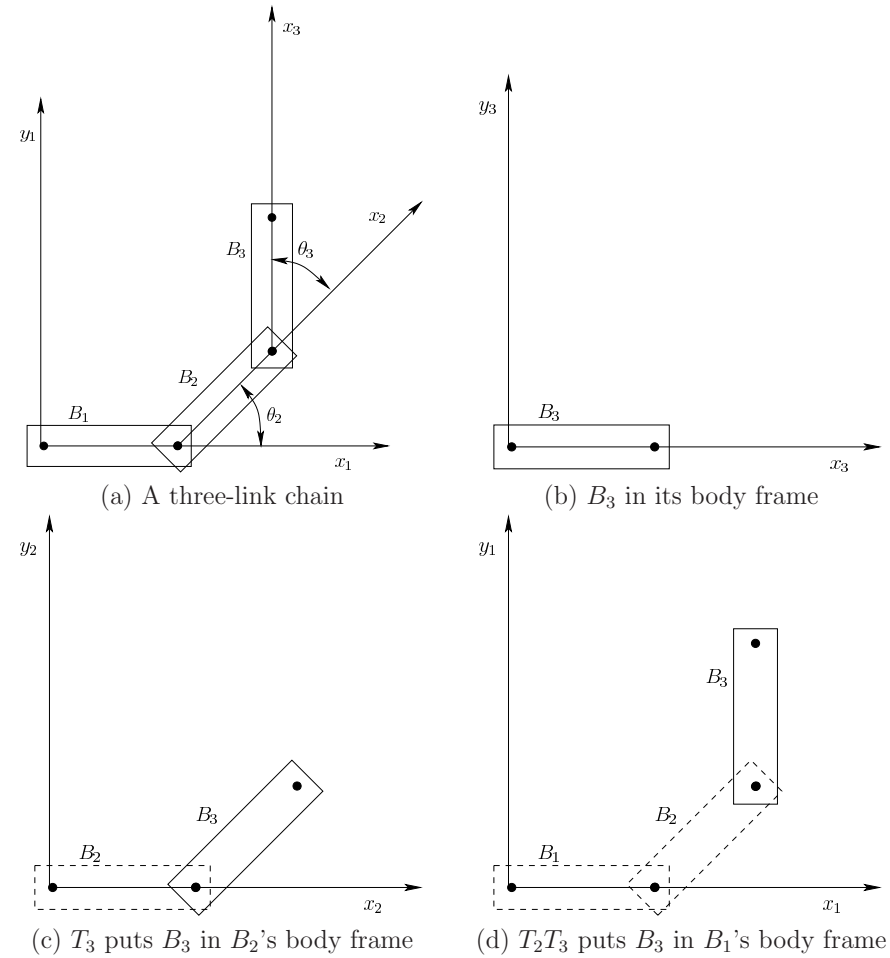 x₃
y₁
x₂
B₃
θ₃
B₂
θ₂
B₁
x₁
(a) A three-link chain
y₃
B₃
x₃
(b) B₃ in its body frame
y₂
B₃
B₂
x₂
(c) T₃ puts B₃ in B₂'s body frame
y₁
B₃
B₂
B₁
x₁
(d) T₂T₃ puts B₃ in B₁'s body frame